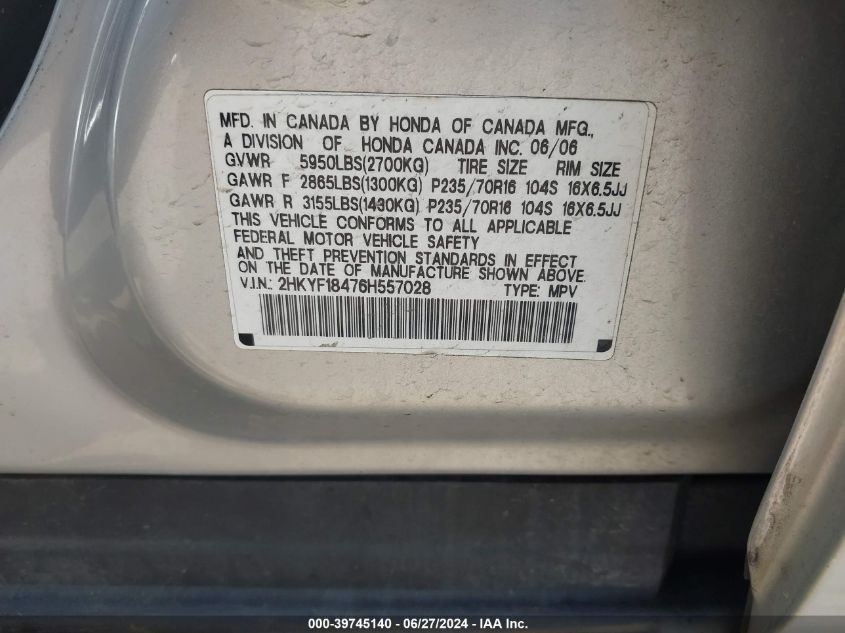 MFD. IN CANADA BY HONDA OF CANADA MFG.,
A DIVISION OF HONDA CANADA INC. 06/06
GVWR 5950LBS(2700KG) TIRE SIZE RIM SIZE
GAWR F 2865LBS(1300KG) P235/70R16 104S 16X6.5JJ
GAWR R 3155LBS(1430KG) P235/70R16 104S 16X6.5JJ
THIS VEHICLE CONFORMS TO ALL APPLICABLE
FEDERAL MOTOR VEHICLE SAFETY
AND THEFT PREVENTION STANDARDS IN EFFECT
ON THE DATE OF MANUFACTURE SHOWN ABOVE.
V.I.N.: 2HKYF18476H557028 TYPE: MPV
000-39745140 - 06/27/2024 - IAA Inc.